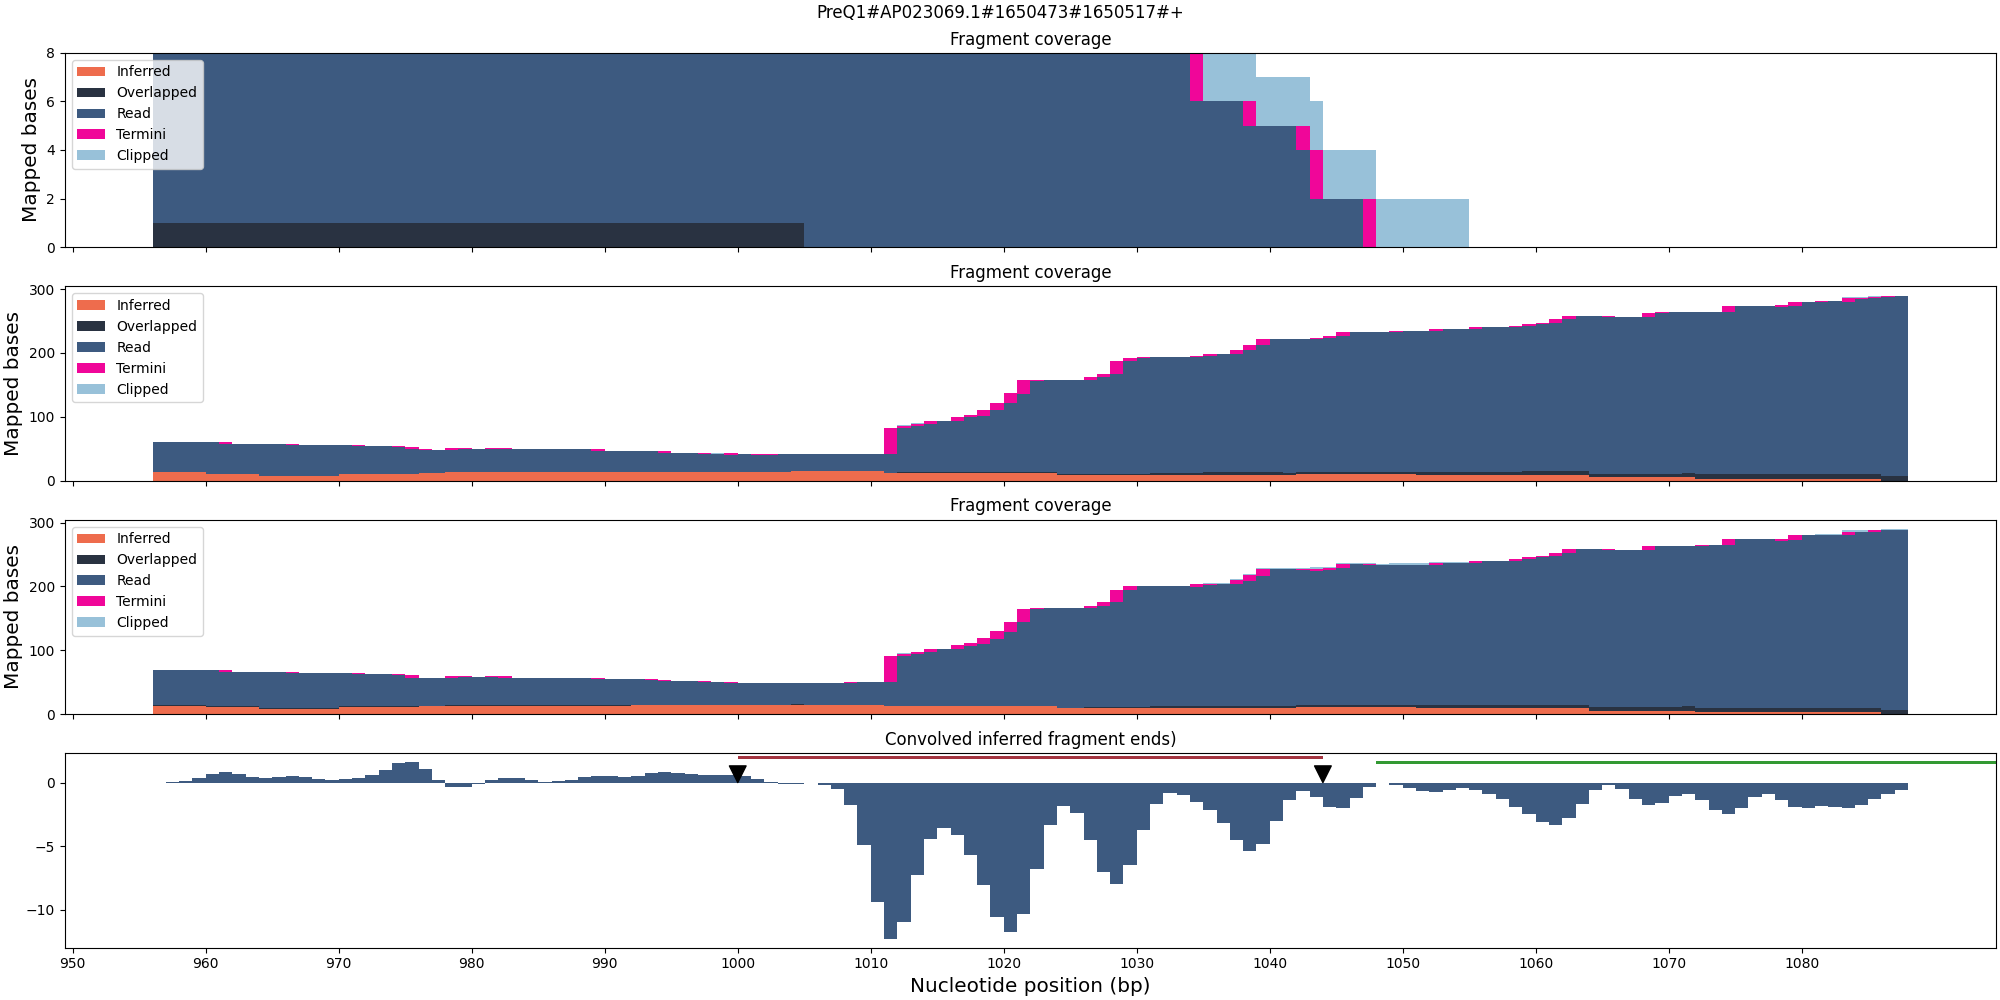 PreQ1#AP023069.1#1650473#1650517#+
Fragment coverage
Mapped bases
8
6
4
2
0
Inferred
Overlapped
Read
Termini
Clipped
Fragment coverage
Mapped bases
300
200
100
0
Inferred
Overlapped
Read
Termini
Clipped
Fragment coverage
Mapped bases
300
200
100
0
Inferred
Overlapped
Read
Termini
Clipped
Convolved inferred fragment ends)
0
−5
−10
950 960 970 980 990 1000 1010 1020 1030 1040 1050 1060 1070 1080
Nucleotide position (bp)